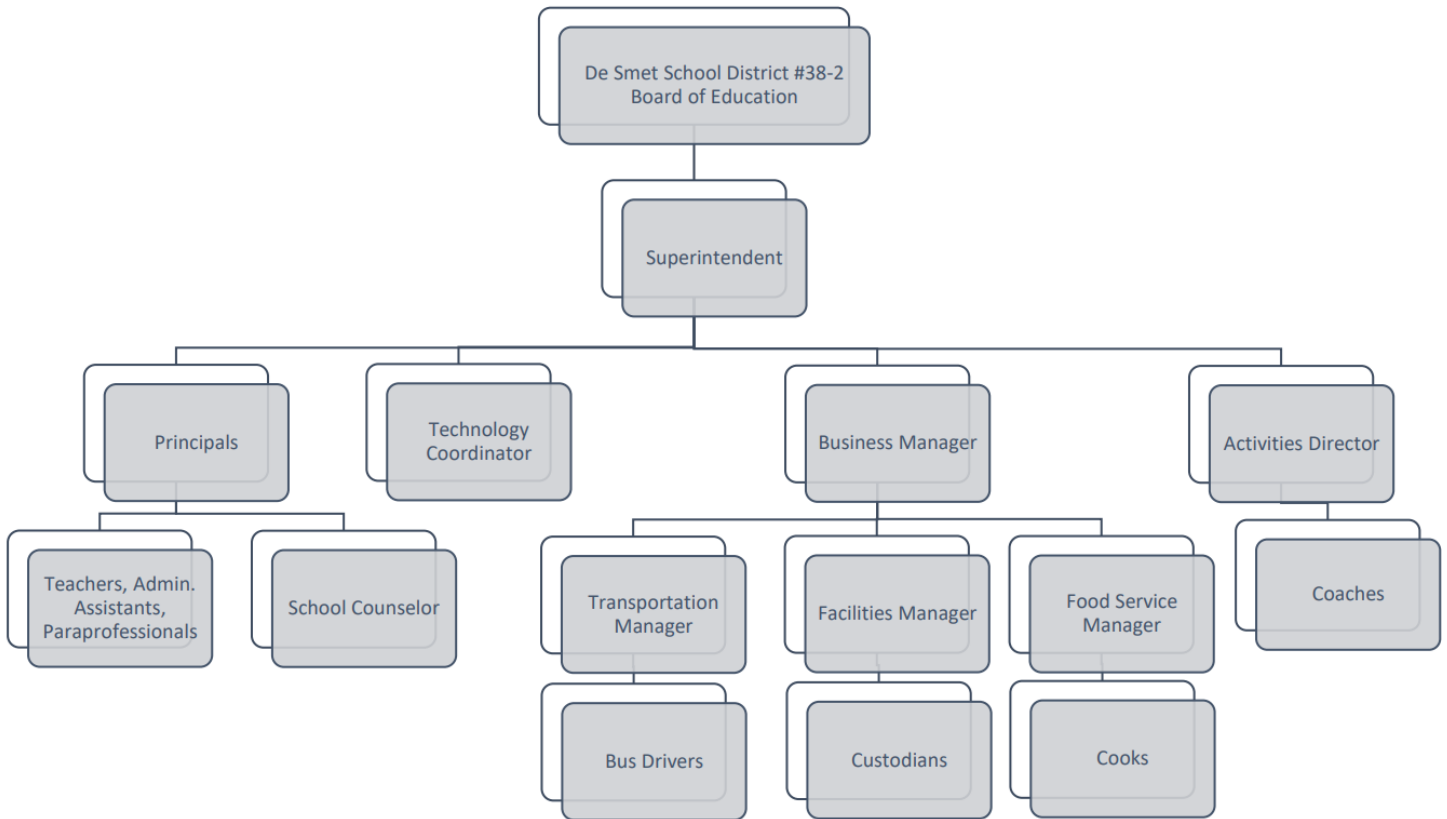 De Smet School District #38-2
Board of Education
Superintendent
Principals
Technology
Coordinator
Business Manager
Activities Director
Teachers, Admin.
Assistants,
Paraprofessionals
School Counselor
Transportation
Manager
Facilities Manager
Food Service
Manager
Coaches
Bus Drivers
Custodians
Cooks